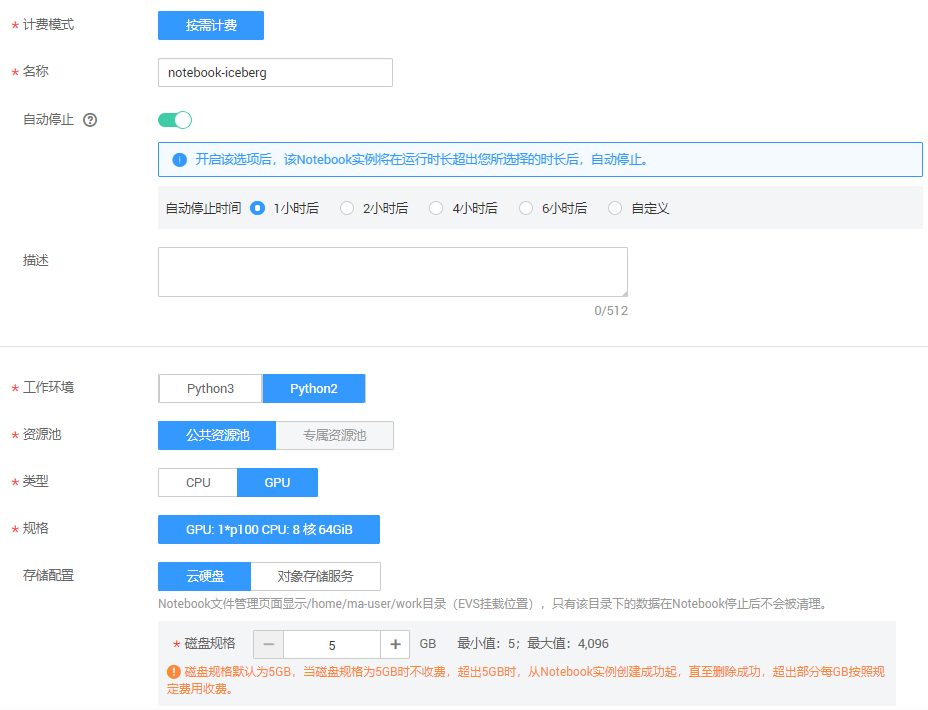 * 计费模式 按需计费
* 名称 notebook-iceberg
自动停止 ?
开启该选项后，该Notebook实例将在运行时长超出您所选择的时长后，自动停止。
自动停止时间 1小时后 2小时后 4小时后 6小时后 自定义
描述
0/512
* 工作环境 Python3 Python2
* 资源池 公共资源池 专属资源池
* 类型 CPU GPU
* 规格 GPU: 1*p100 CPU: 8 核 64GiB
存储配置 云硬盘 对象存储服务
Notebook文件管理页面显示/home/ma-user/work目录（EVS挂载位置），只有该目录下的数据在Notebook停止后不会被清理。
* 磁盘规格 − 5 + GB 最小值：5；最大值：4,096
磁盘规格默认为5GB，当磁盘规格为5GB时不收费，超出5GB时，从Notebook实例创建成功起，直至删除成功，超出部分每GB按照规
定费用收费。